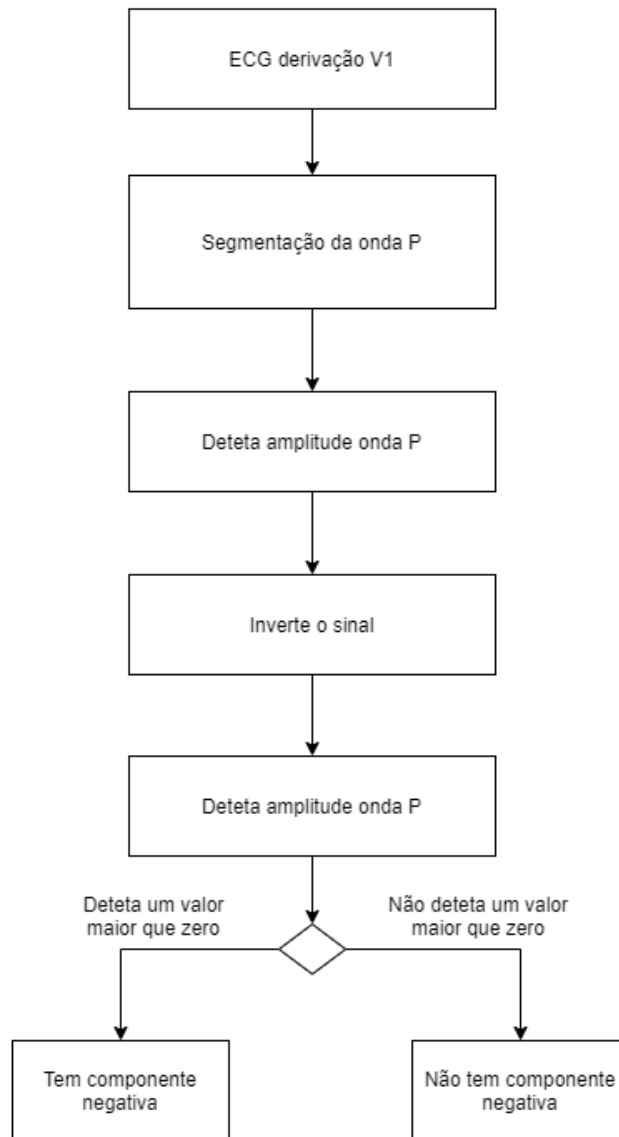 ECG derivação V1
Segmentação da onda P
Deteta amplitude onda P
Inverte o sinal
Deteta amplitude onda P
Deteta um valor
maior que zero
Não deteta um valor
maior que zero
Tem componente
negativa
Não tem componente
negativa